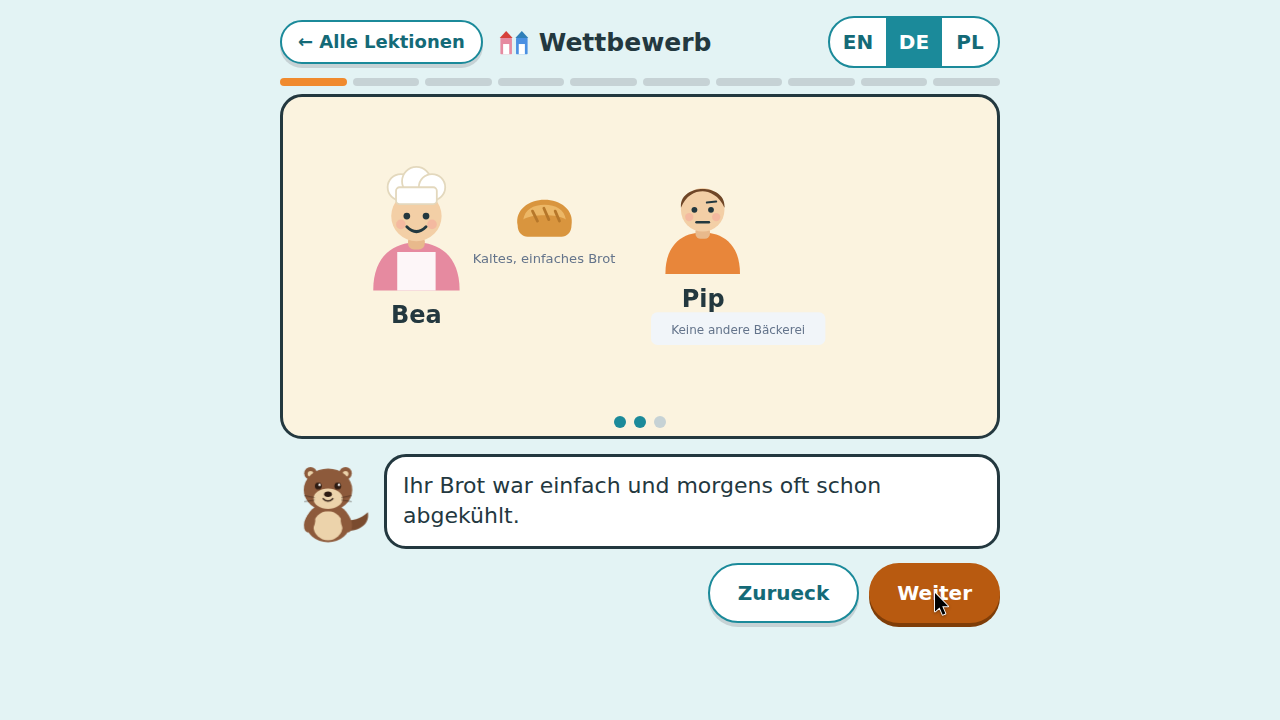 ← Alle Lektionen
Wettbewerb
EN DE PL
Kaltes, einfaches Brot
Bea
Pip
Keine andere Bäckerei
Ihr Brot war einfach und morgens oft schon
abgekühlt.
Zurueck
Weiter